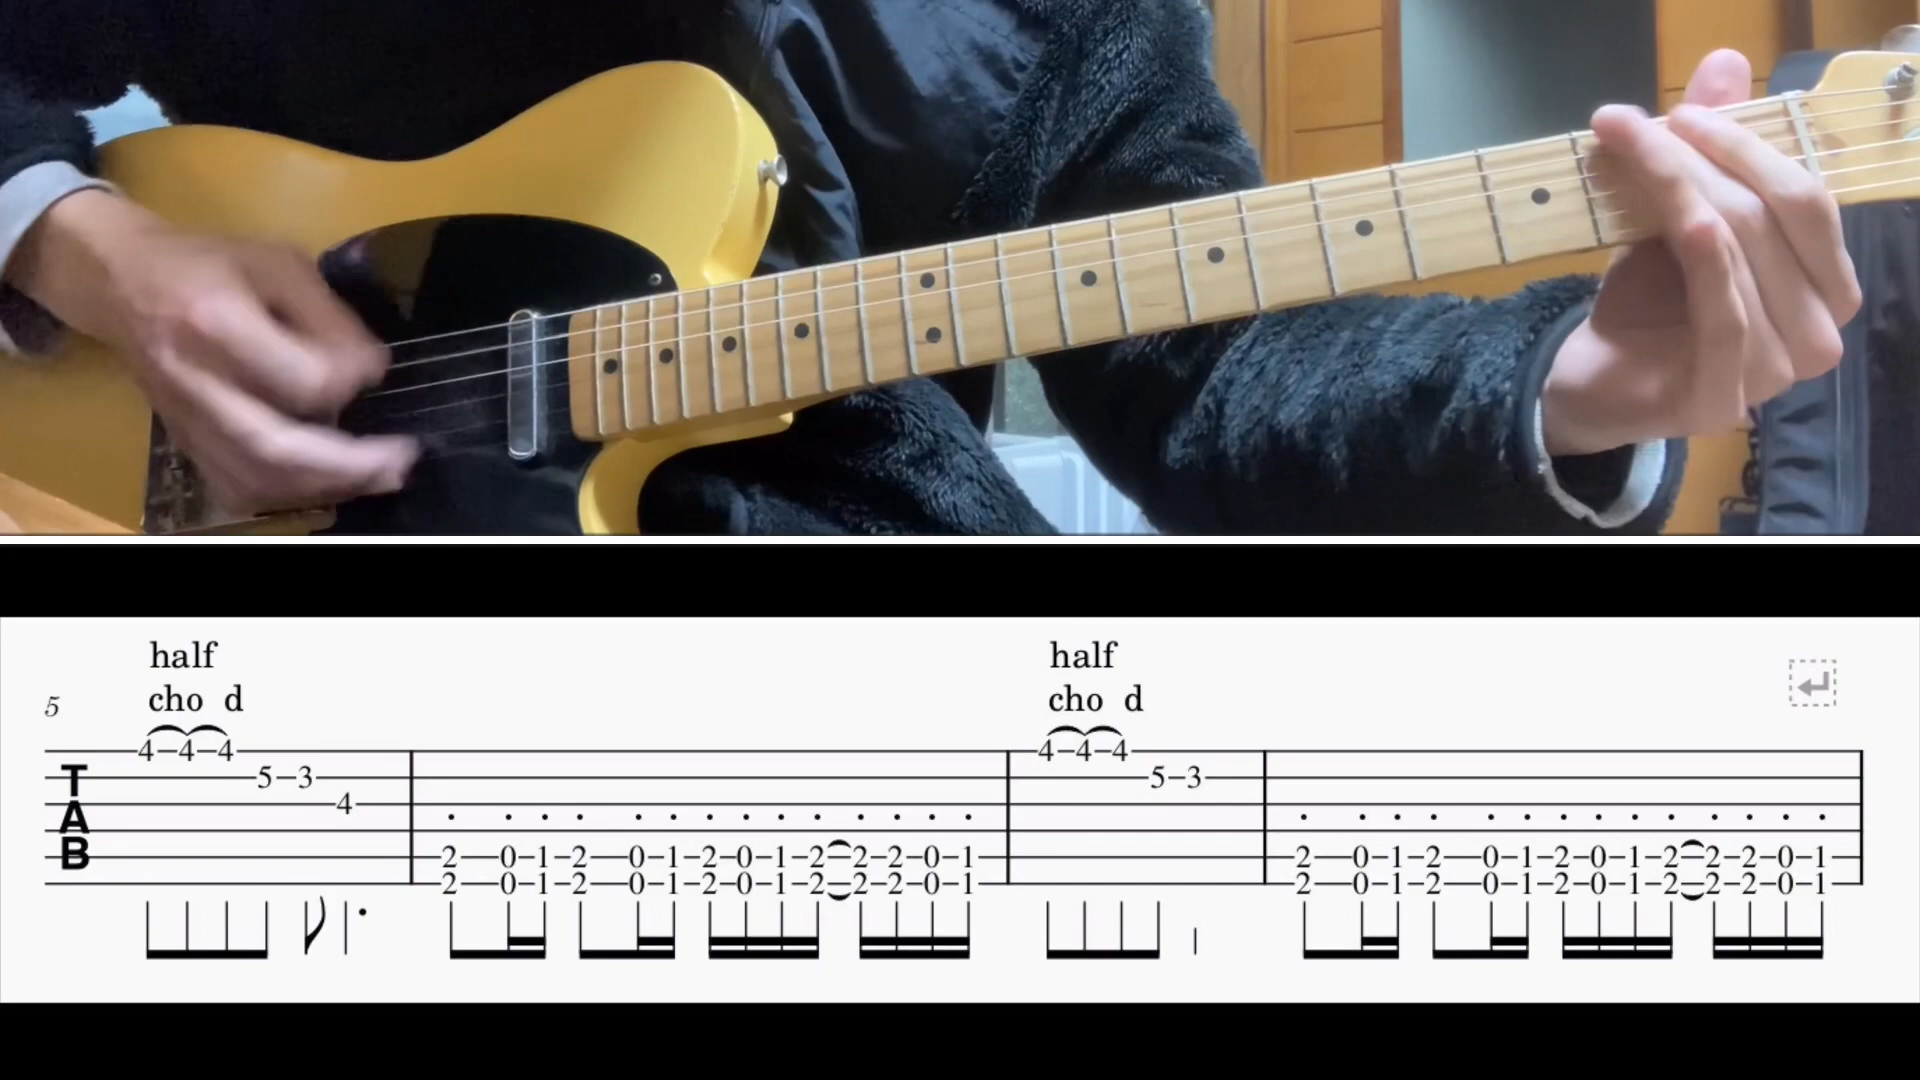 half half
cho d cho d
5
4 4 4 4 4 4
T 5 3 5 3
A 4
B 2 0 1 2 0 1 2 0 1 2 2 2 0 1 2 0 1 2 0 1 2 0 1 2 2 2 0 1
2 0 1 2 0 1 2 0 1 2 2 2 0 1 2 0 1 2 0 1 2 0 1 2 2 2 0 1